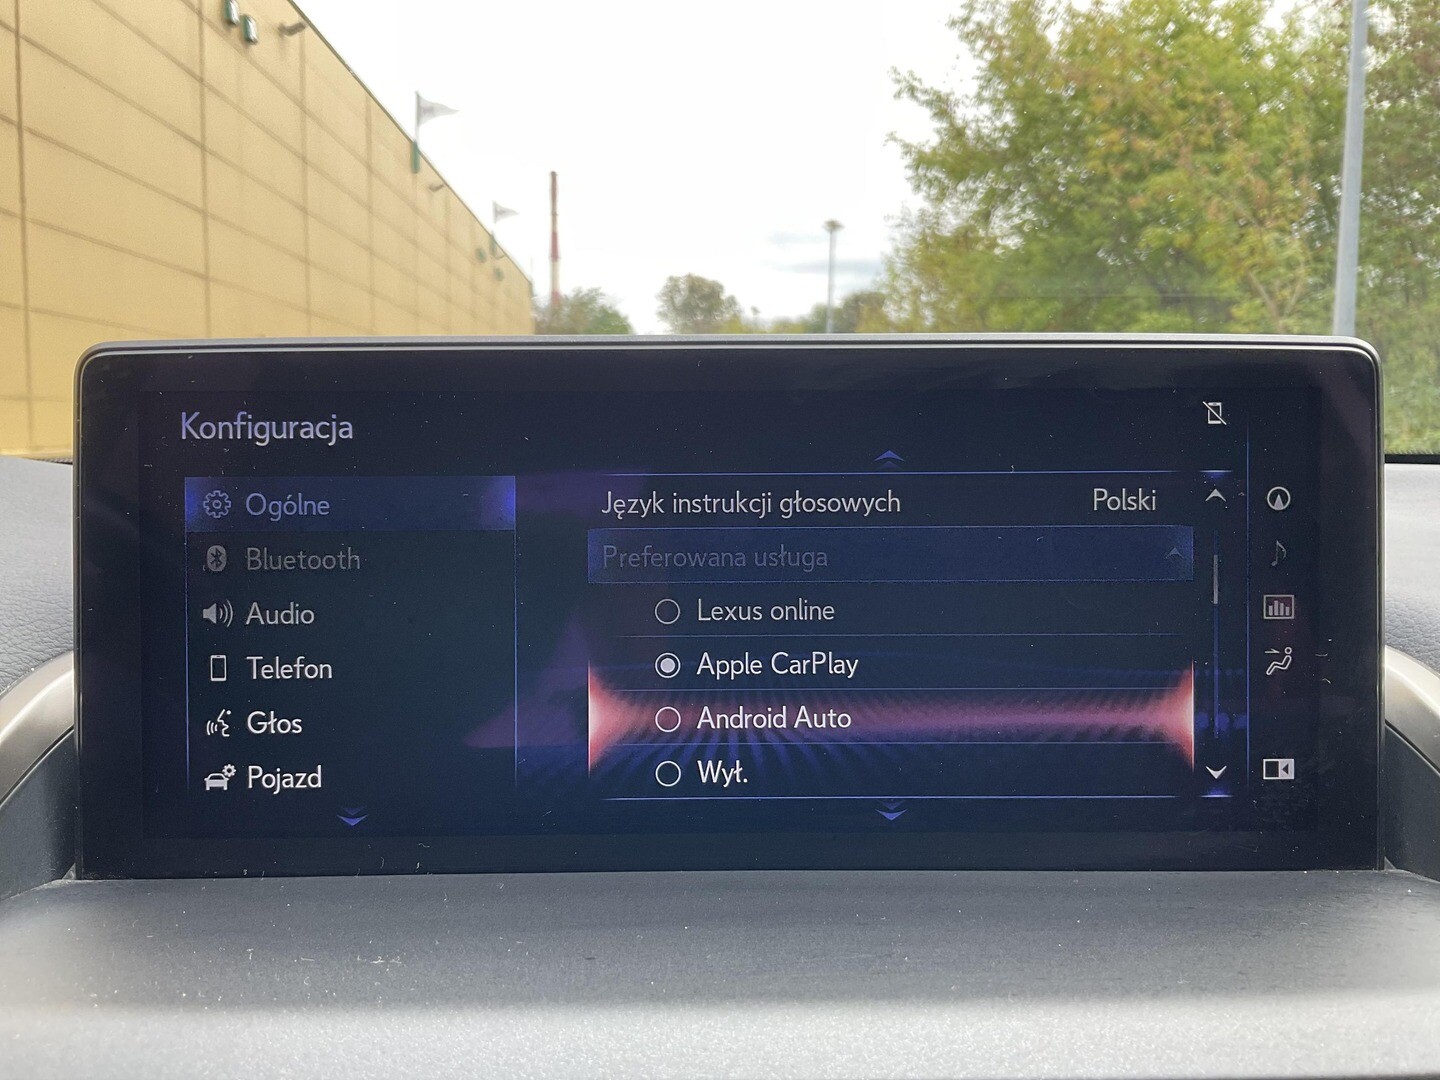 Konfiguracja
Ogólne
Bluetooth
Audio
Telefon
Głos
Pojazd
Język instrukcji głosowych Polski
Preferowana usługa
Lexus online
Apple CarPlay
Android Auto
Wył.